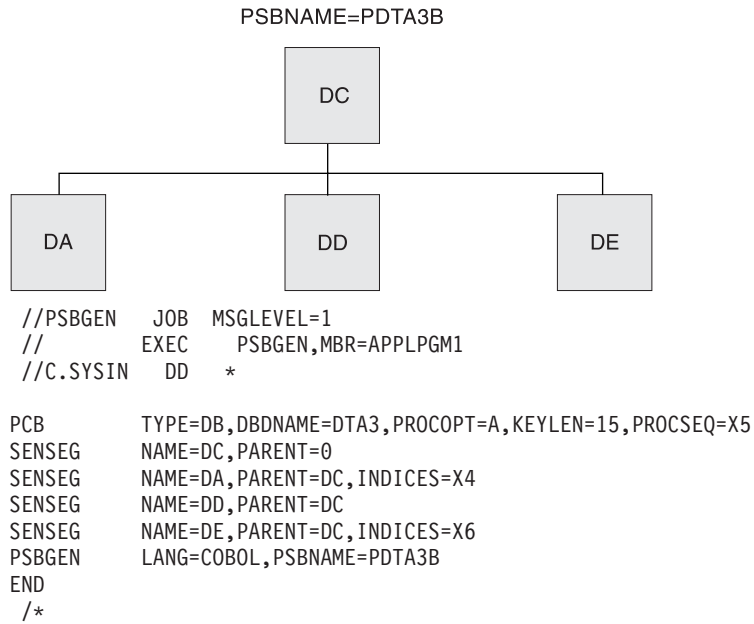 PSBNAME=PDTA3B
DC
DA DD DE
//PSBGEN JOB MSGLEVEL=1
// EXEC PSBGEN,MBR=APPLPGM1
//C.SYSIN DD *
PCB TYPE=DB,DBDNAME=DTA3,PROCOPT=A,KEYLEN=15,PROCSEQ=X5
SENSEG NAME=DC,PARENT=0
SENSEG NAME=DA,PARENT=DC,INDICES=X4
SENSEG NAME=DD,PARENT=DC
SENSEG NAME=DE,PARENT=DC,INDICES=X6
PSBGEN LANG=COBOL,PSBNAME=PDTA3B
END
/*